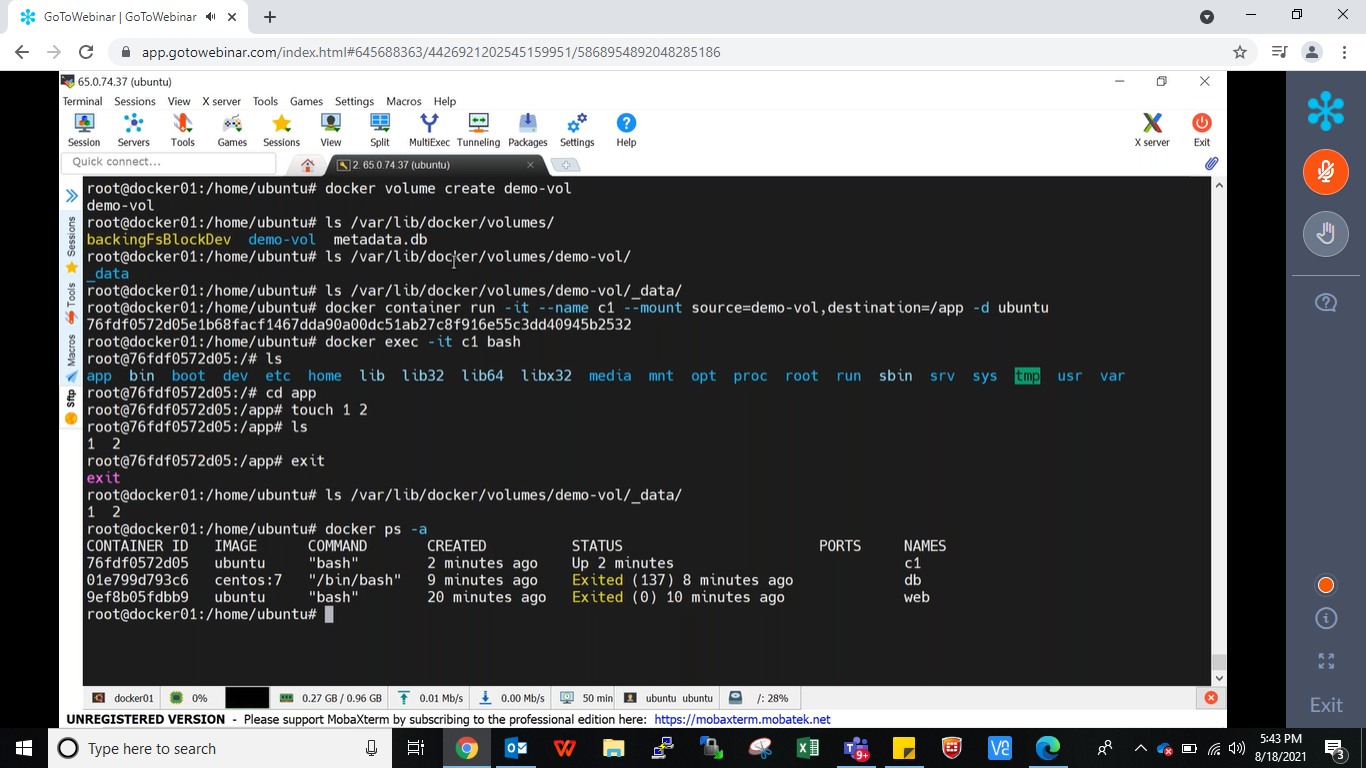 GoToWebinar | GoToWebinar
app.gotowebinar.com/index.html#645688363/4426921202545159951/5868954892048285186
65.0.74.37 (ubuntu)
Terminal Sessions View X server Tools Games Settings Macros Help
Session Servers Tools Games Sessions View Split MultiExec Tunneling Packages Settings Help X server Exit
Quick connect...
2. 65.0.74.37 (ubuntu)
Sessions
Tools
Macros
Sftp
root@docker01:/home/ubuntu# docker volume create demo-vol
demo-vol
root@docker01:/home/ubuntu# ls /var/lib/docker/volumes/
backingFsBlockDev demo-vol metadata.db
root@docker01:/home/ubuntu# ls /var/lib/docker/volumes/demo-vol/
_data
root@docker01:/home/ubuntu# ls /var/lib/docker/volumes/demo-vol/_data/
root@docker01:/home/ubuntu# docker container run -it --name c1 --mount source=demo-vol,destination=/app -d ubuntu
76fdf0572d05e1b68facf1467dda90a00dc51ab27c8f916e55c3dd40945b2532
root@docker01:/home/ubuntu# docker exec -it c1 bash
root@76fdf0572d05:/# ls
app bin boot dev etc home lib lib32 lib64 libx32 media mnt opt proc root run sbin srv sys tmp usr var
root@76fdf0572d05:/# cd app
root@76fdf0572d05:/app# touch 1 2
root@76fdf0572d05:/app# ls
1 2
root@76fdf0572d05:/app# exit
exit
root@docker01:/home/ubuntu# ls /var/lib/docker/volumes/demo-vol/_data/
1 2
root@docker01:/home/ubuntu# docker ps -a
CONTAINER ID IMAGE COMMAND CREATED STATUS PORTS NAMES
76fdf0572d05 ubuntu "bash" 2 minutes ago Up 2 minutes c1
01e799d793c6 centos:7 "/bin/bash" 9 minutes ago Exited (137) 8 minutes ago db
9ef8b05fdbb9 ubuntu "bash" 20 minutes ago Exited (0) 10 minutes ago web
root@docker01:/home/ubuntu#
docker01 0% 0.27 GB / 0.96 GB 0.01 Mb/s 0.00 Mb/s 50 min ubuntu ubuntu /: 28%
UNREGISTERED VERSION - Please support MobaXterm by subscribing to the professional edition here: https://mobaxterm.mobatek.net
Exit
Type here to search
9+
5:43 PM
8/18/2021
3